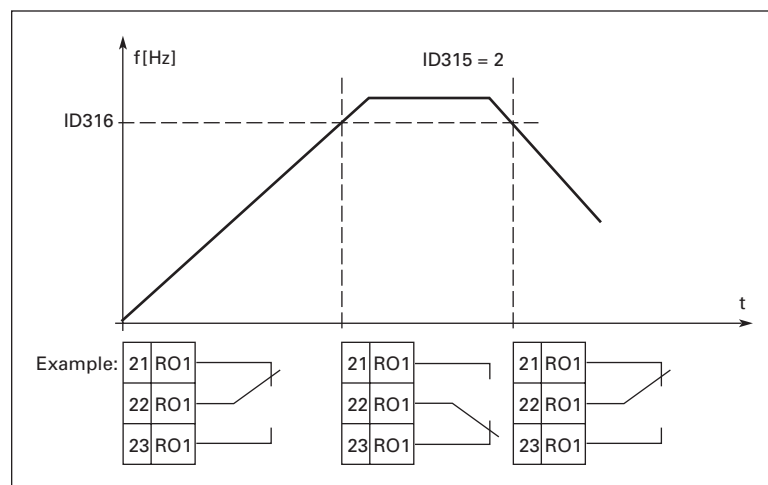 f[Hz]
ID315 = 2
ID316
t
Example:
21 RO1
22 RO1
23 RO1
21 RO1
22 RO1
23 RO1
21 RO1
22 RO1
23 RO1